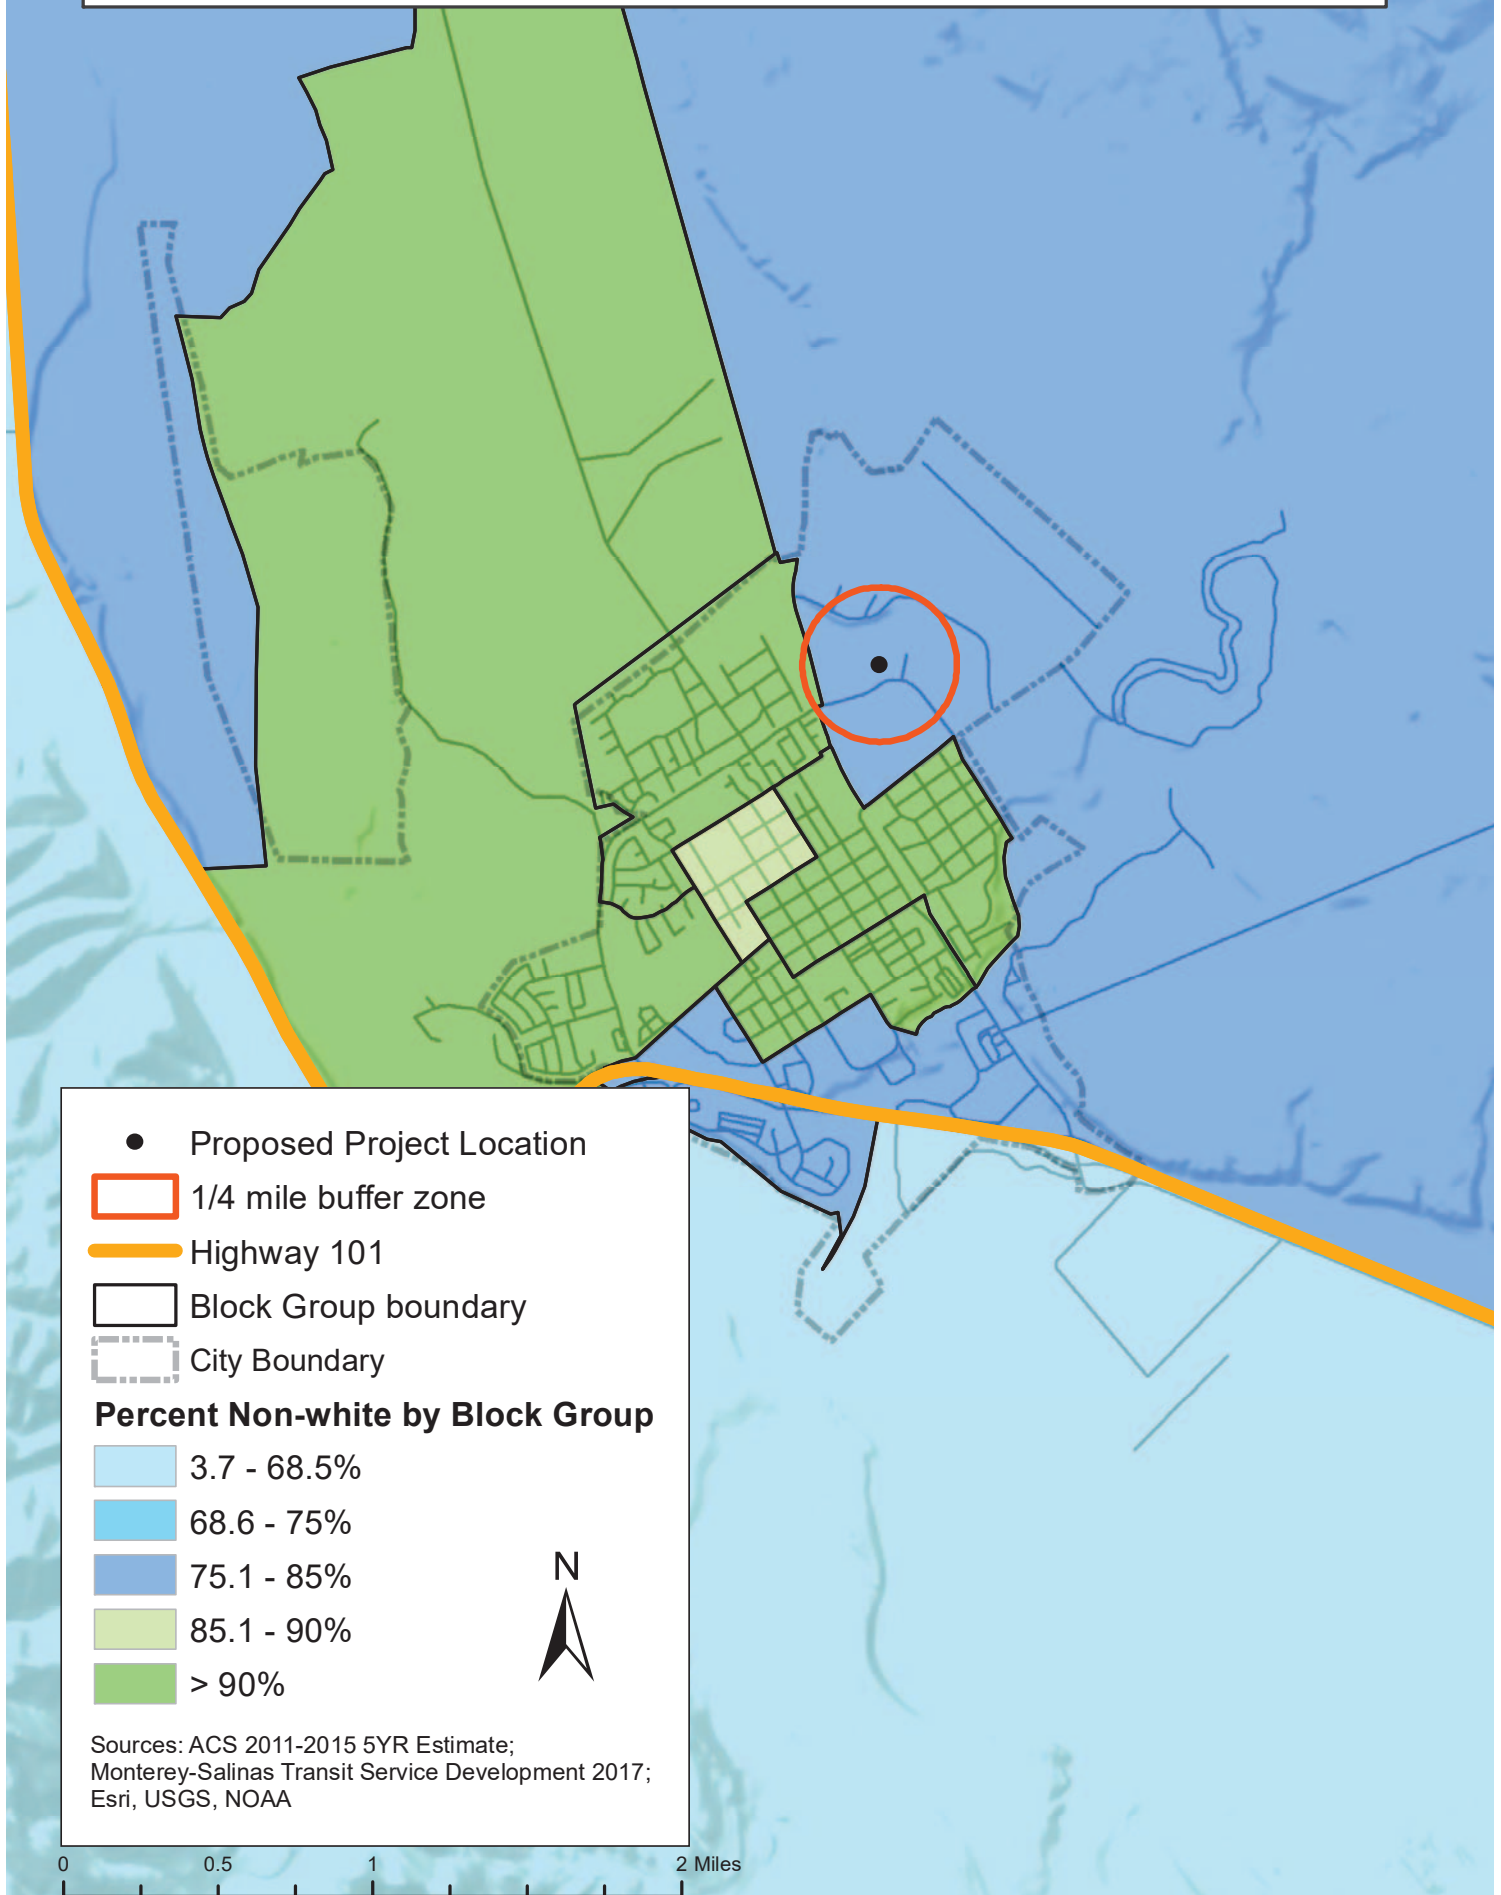 Proposed Project Location
1/4 mile buffer zone
Highway 101
Block Group boundary
City Boundary
Percent Non-white by Block Group
3.7 - 68.5%
68.6 - 75%
75.1 - 85%
85.1 - 90%
> 90%
N
Sources: ACS 2011-2015 5YR Estimate;
Monterey-Salinas Transit Service Development 2017;
Esri, USGS, NOAA
0 0.5 1 2 Miles